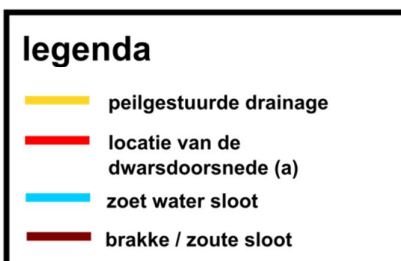 legenda
peilgestuurde drainage
locatie van de
dwarsdoorsnede (a)
zoet water sloot
brakke / zoute sloot